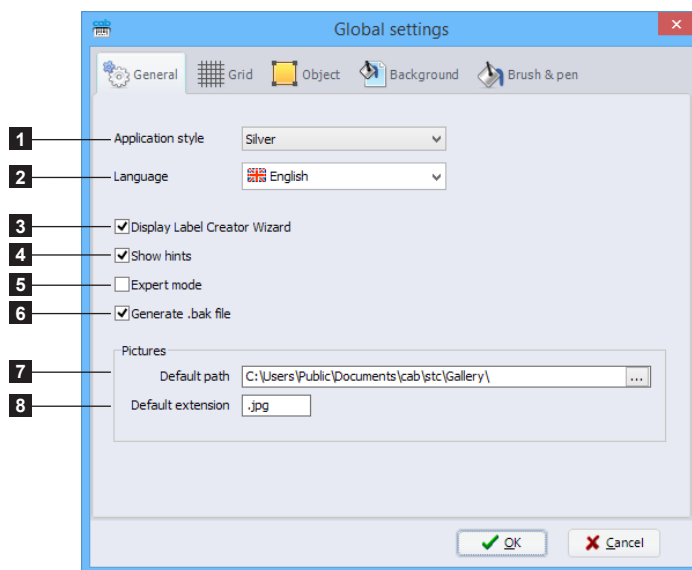 cab
Global settings
General Grid Object Background Brush & pen
1 Application style Silver
2 Language English
3 Display Label Creator Wizard
4 Show hints
5 Expert mode
6 Generate .bak file
Pictures
7 Default path C:\Users\Public\Documents\cab\stc\Gallery\ ...
8 Default extension .jpg
OK Cancel